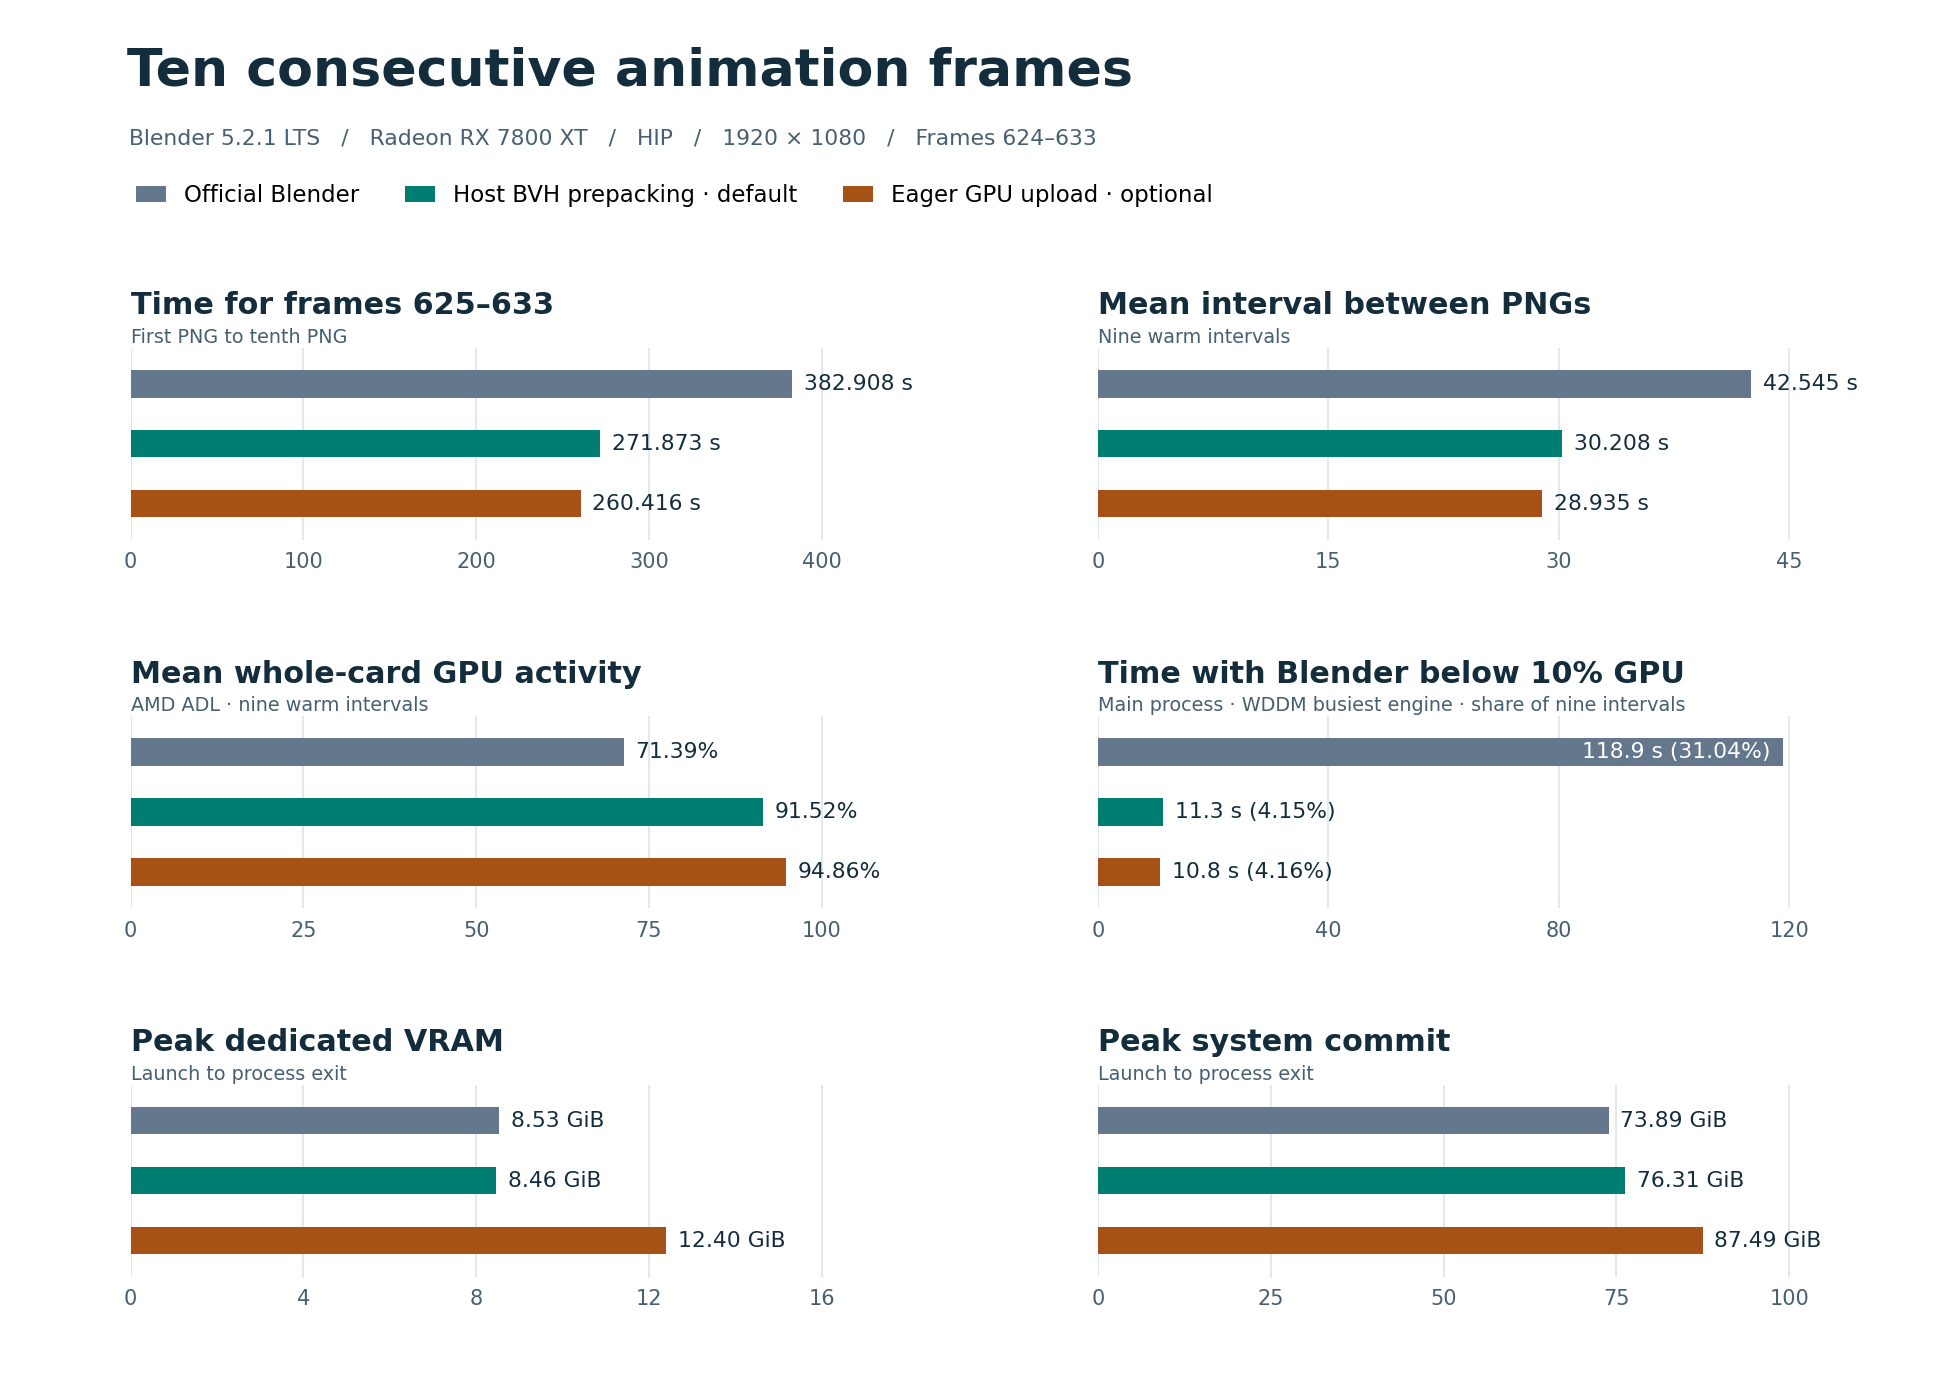 Ten consecutive animation frames
Blender 5.2.1 LTS / Radeon RX 7800 XT / HIP / 1920 × 1080 / Frames 624–633
Official Blender Host BVH prepacking · default Eager GPU upload · optional
Time for frames 625–633
First PNG to tenth PNG
382.908 s
271.873 s
260.416 s
0 100 200 300 400
Mean interval between PNGs
Nine warm intervals
42.545 s
30.208 s
28.935 s
0 15 30 45
Mean whole-card GPU activity
AMD ADL · nine warm intervals
71.39%
91.52%
94.86%
0 25 50 75 100
Time with Blender below 10% GPU
Main process · WDDM busiest engine · share of nine intervals
118.9 s (31.04%)
11.3 s (4.15%)
10.8 s (4.16%)
0 40 80 120
Peak dedicated VRAM
Launch to process exit
8.53 GiB
8.46 GiB
12.40 GiB
0 4 8 12 16
Peak system commit
Launch to process exit
73.89 GiB
76.31 GiB
87.49 GiB
0 25 50 75 100